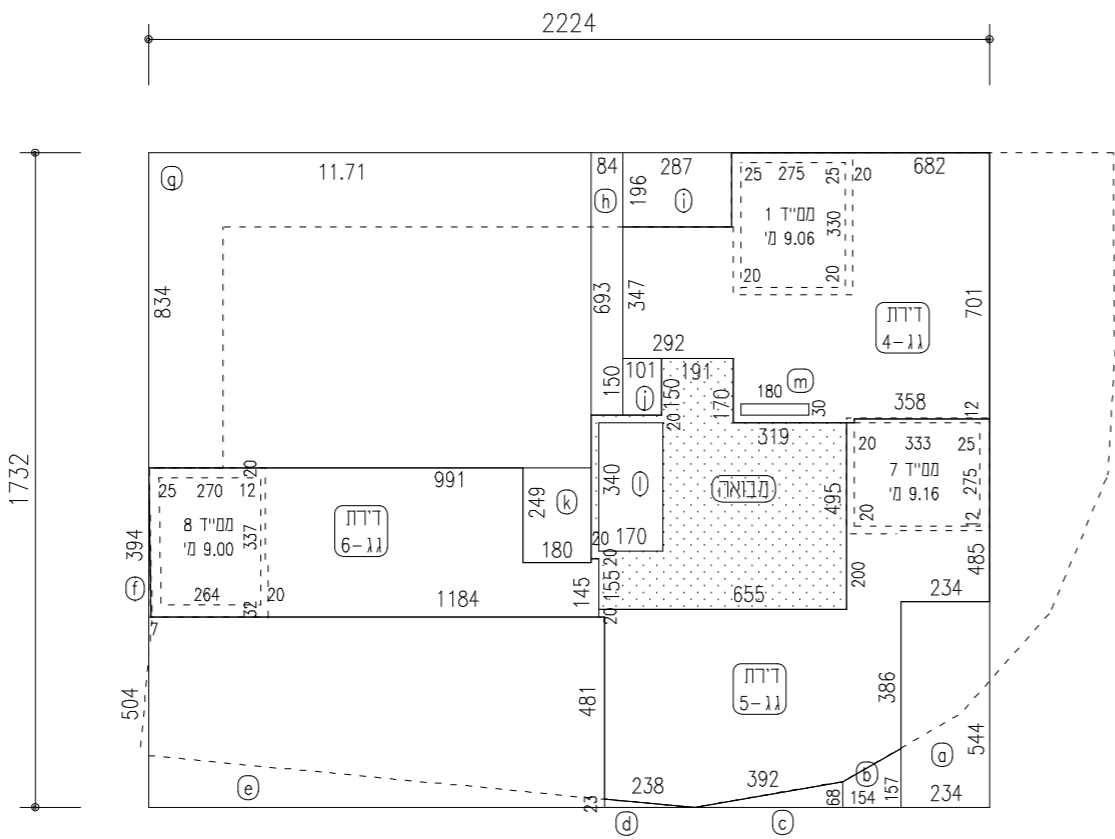 2224
1732
11.71
84
287
682
g
h
196
i
25 275 25 20
ממ"ד 1
9.06 מ'
330
20 20
834
693
347
701
דירת
גג-4
292
150
101
j
150
191
20
170
180
m
30
358
12
319
20 333 25
ממ"ד 7
9.16 מ'
275
20
12
20
991
249
k
340
l
מבואה
495
25 270 12
ממ"ד 8
9.00 מ'
337
דירת
גג-6
180
20
170
20
394
f
264
20
32
1184
145
155
655
200
485
234
20
7
504
481
דירת
גג-5
386
544
a
e
238
392
b
23
68
154
157
234
d
c